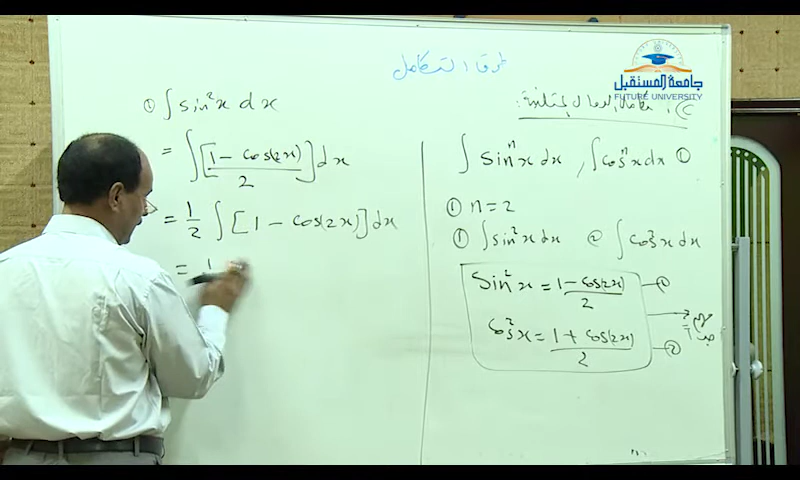 طرق التكامل
جامعة المستقبل
FUTURE UNIVERSITY
① ∫ sin²x dx
= ∫ [1 − cos(2x) / 2] dx
= 1/2 ∫ [1 − cos(2x)] dx
= 1
∫ sinⁿx dx , ∫ cosⁿx dx ①
① n = 2
① ∫ sin²x dx ② ∫ cos²x dx
sin²x = 1 − cos(2x) / 2 ①
cos²x = 1 + cos(2x) / 2 ②